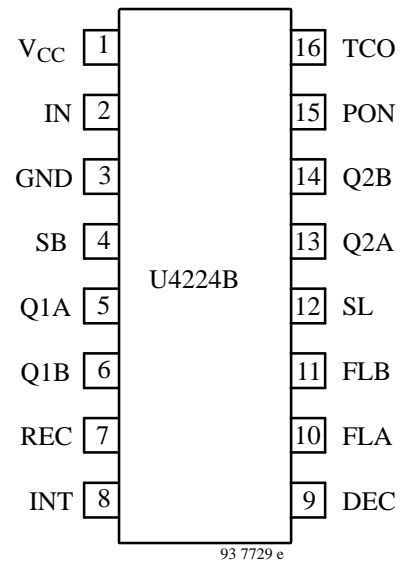 VCC 1 16 TCO
IN 2 15 PON
GND 3 14 Q2B
SB 4 13 Q2A
U4224B
Q1A 5 12 SL
Q1B 6 11 FLB
REC 7 10 FLA
INT 8 9 DEC
93 7729 e